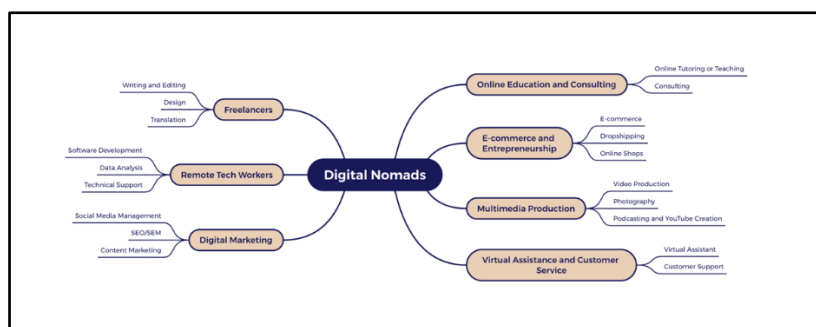 Digital Nomads
Freelancers
Writing and Editing
Design
Translation
Remote Tech Workers
Software Development
Data Analysis
Technical Support
Digital Marketing
Social Media Management
SEO/SEM
Content Marketing
Online Education and Consulting
Online Tutoring or Teaching
Consulting
E-commerce and
Entrepreneurship
E-commerce
Dropshipping
Online Shops
Multimedia Production
Video Production
Photography
Podcasting and YouTube Creation
Virtual Assistance and Customer
Service
Virtual Assistant
Customer Support